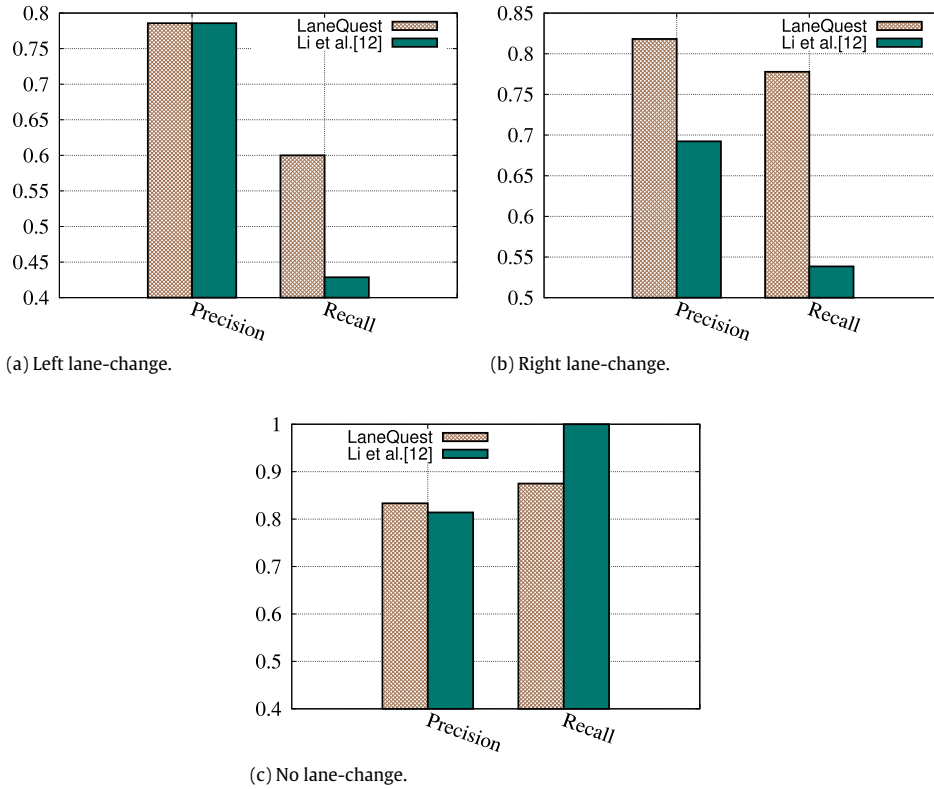 LaneQuest
Li et al.[12]
0.8
0.75
0.7
0.65
0.6
0.55
0.5
0.45
0.4
Precision
Recall
(a) Left lane-change.
LaneQuest
Li et al.[12]
0.85
0.8
0.75
0.7
0.65
0.6
0.55
0.5
Precision
Recall
(b) Right lane-change.
LaneQuest
Li et al.[12]
1
0.9
0.8
0.7
0.6
0.5
0.4
Precision
Recall
(c) No lane-change.